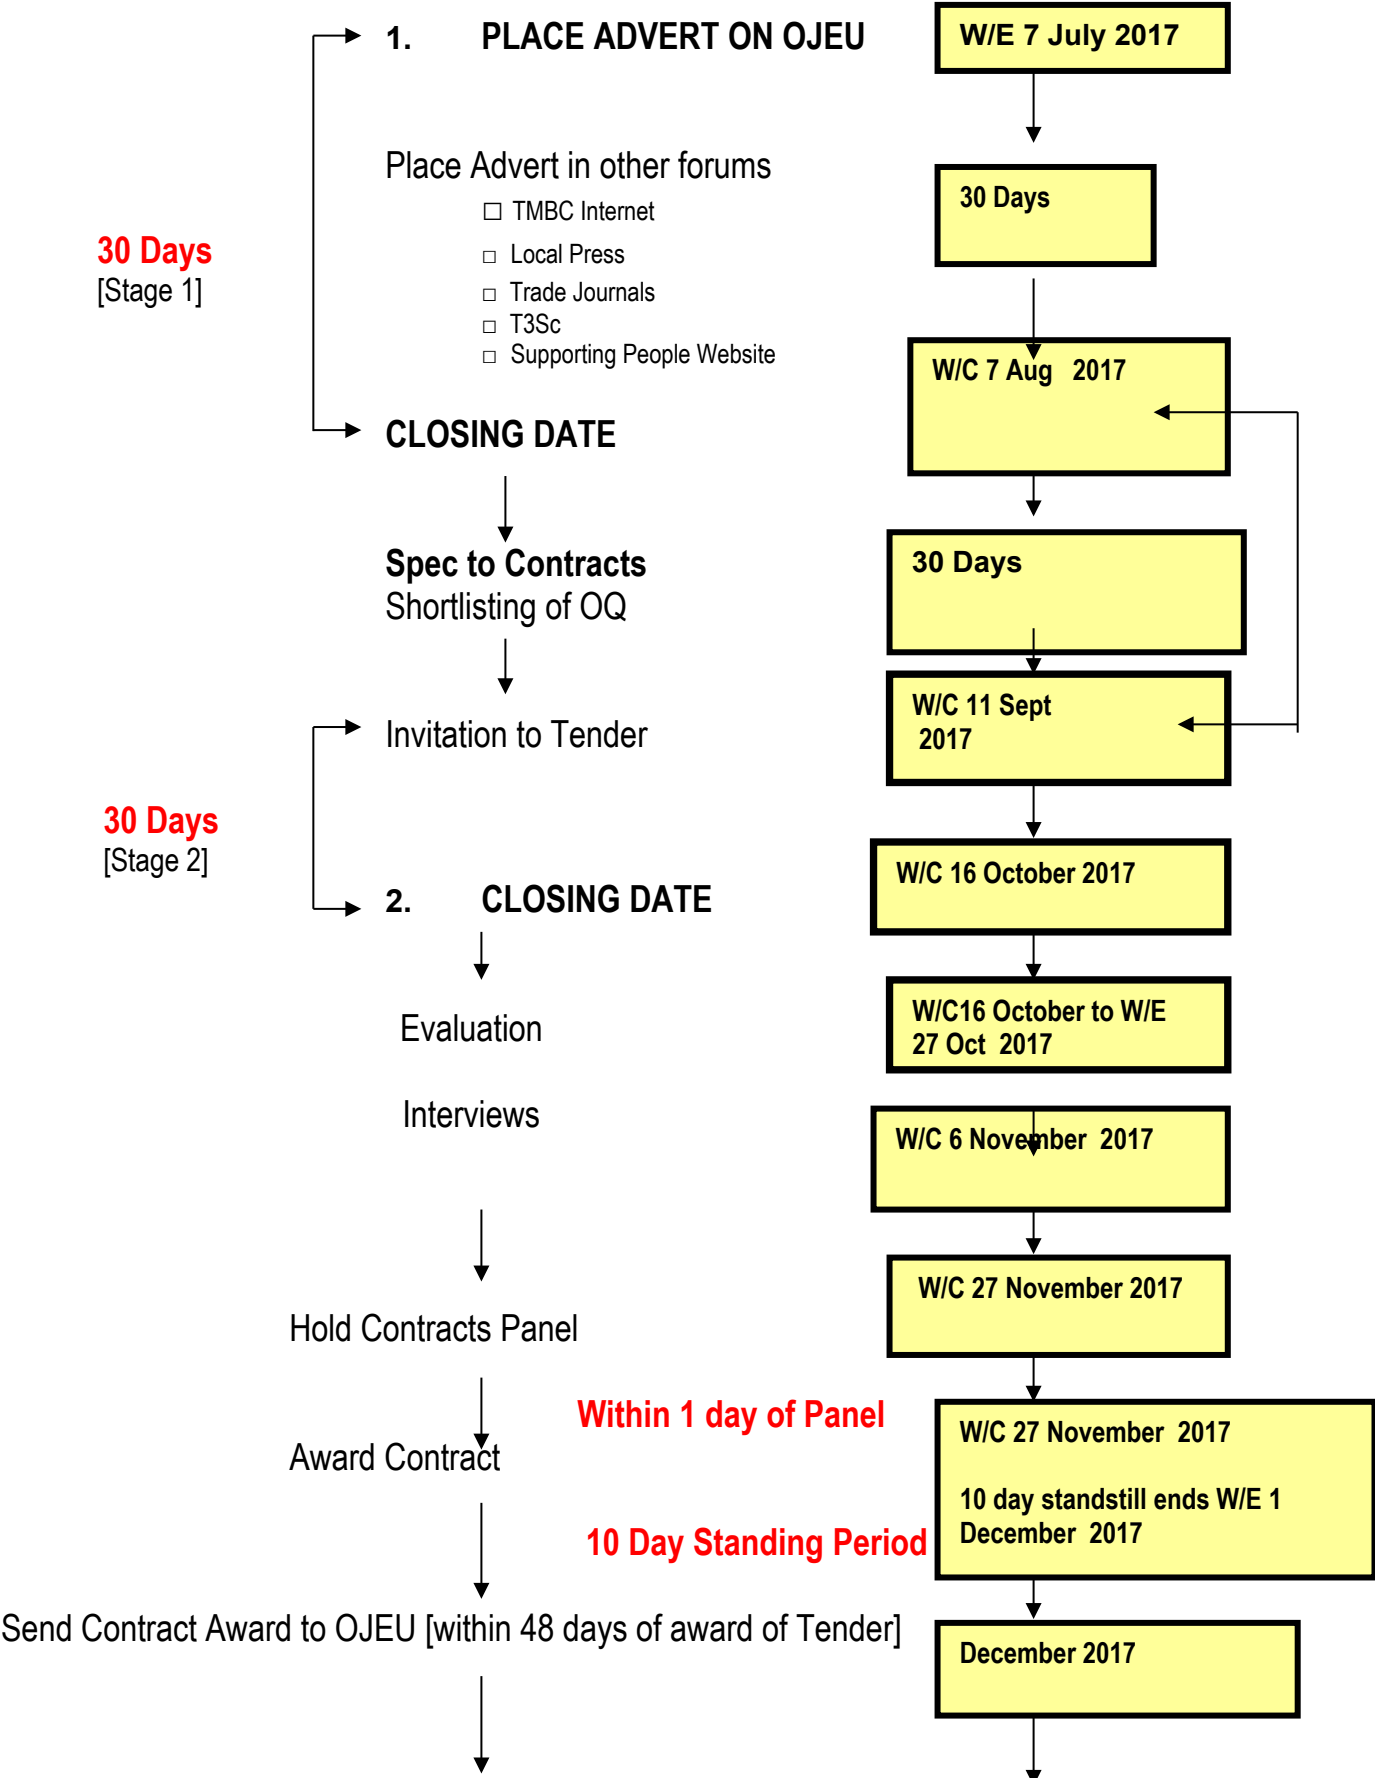 1. PLACE ADVERT ON OJEU
W/E 7 July 2017
Place Advert in other forums
□ TMBC Internet
30 Days
□ Local Press
30 Days
[Stage 1]
□ Trade Journals
□ T3Sc
□ Supporting People Website
W/C 7 Aug 2017
CLOSING DATE
Spec to Contracts
30 Days
Shortlisting of OQ
W/C 11 Sept
2017
Invitation to Tender
30 Days
[Stage 2]
W/C 16 October 2017
2. CLOSING DATE
W/C16 October to W/E
27 Oct 2017
Evaluation
Interviews
W/C 6 November 2017
W/C 27 November 2017
Hold Contracts Panel
Within 1 day of Panel
W/C 27 November 2017
Award Contract
10 day standstill ends W/E 1
December 2017
10 Day Standing Period
Send Contract Award to OJEU [within 48 days of award of Tender]
December 2017